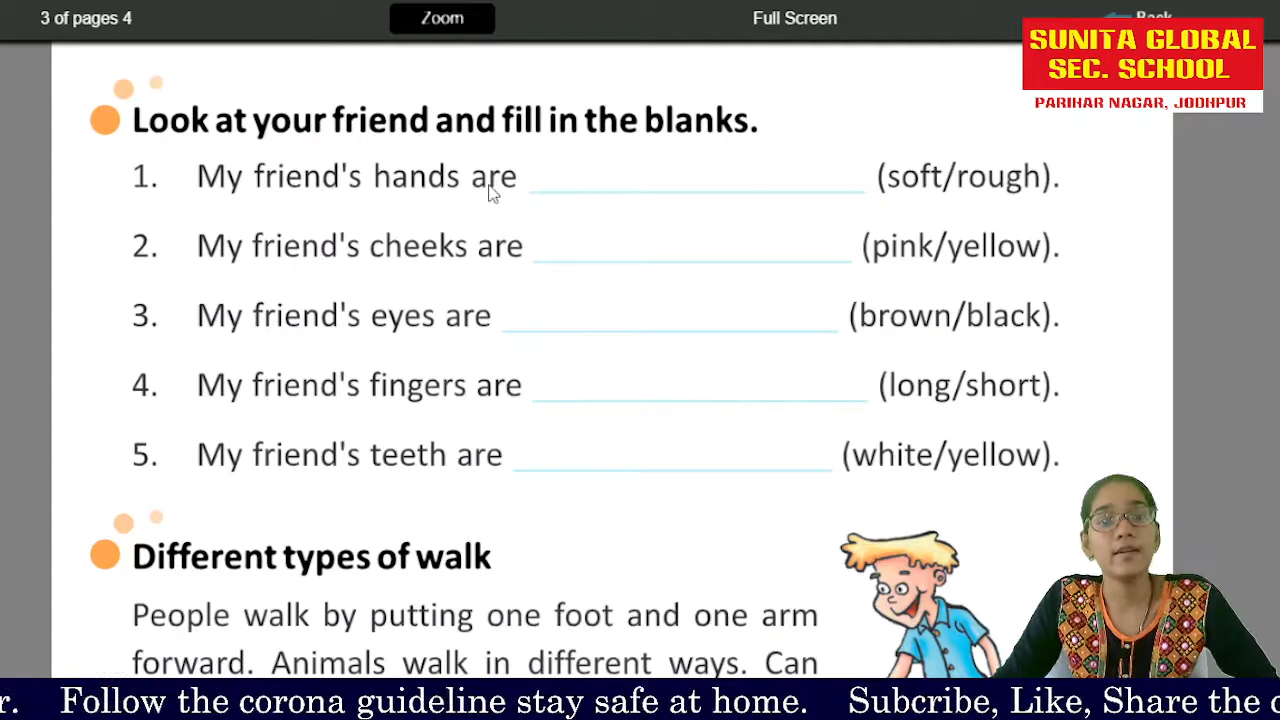 3 of pages 4
Zoom
Full Screen
Back
SUNITA GLOBAL
SEC. SCHOOL
PARIHAR NAGAR, JODHPUR
Look at your friend and fill in the blanks.
1. My friend's hands are (soft/rough).
2. My friend's cheeks are (pink/yellow).
3. My friend's eyes are (brown/black).
4. My friend's fingers are (long/short).
5. My friend's teeth are (white/yellow).
Different types of walk
People walk by putting one foot and one arm
forward. Animals walk in different ways. Can
r. Follow the corona guideline stay safe at home. Subcribe, Like, Share the